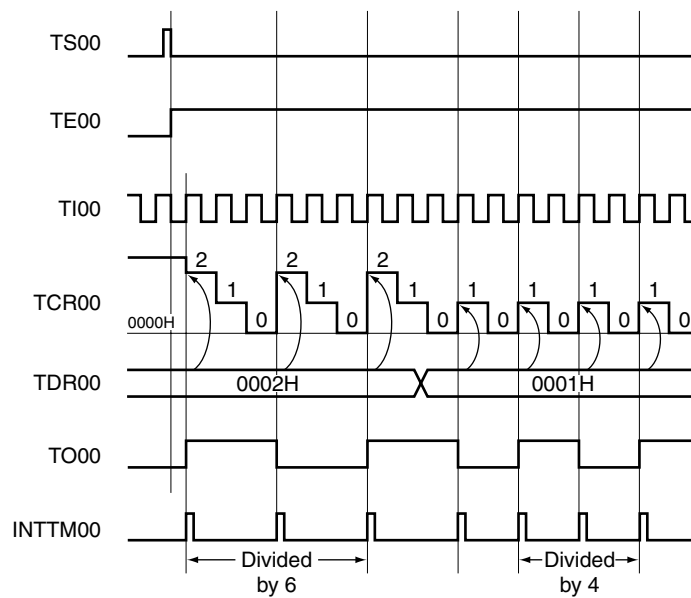 TS00
TE00
TI00
TCR00
2
2
2
1
1
1
1
1
1
1
0
0
0
0
0
0
0
0000H
TDR00
0002H
0001H
TO00
INTTM00
Divided
by 6
Divided
by 4